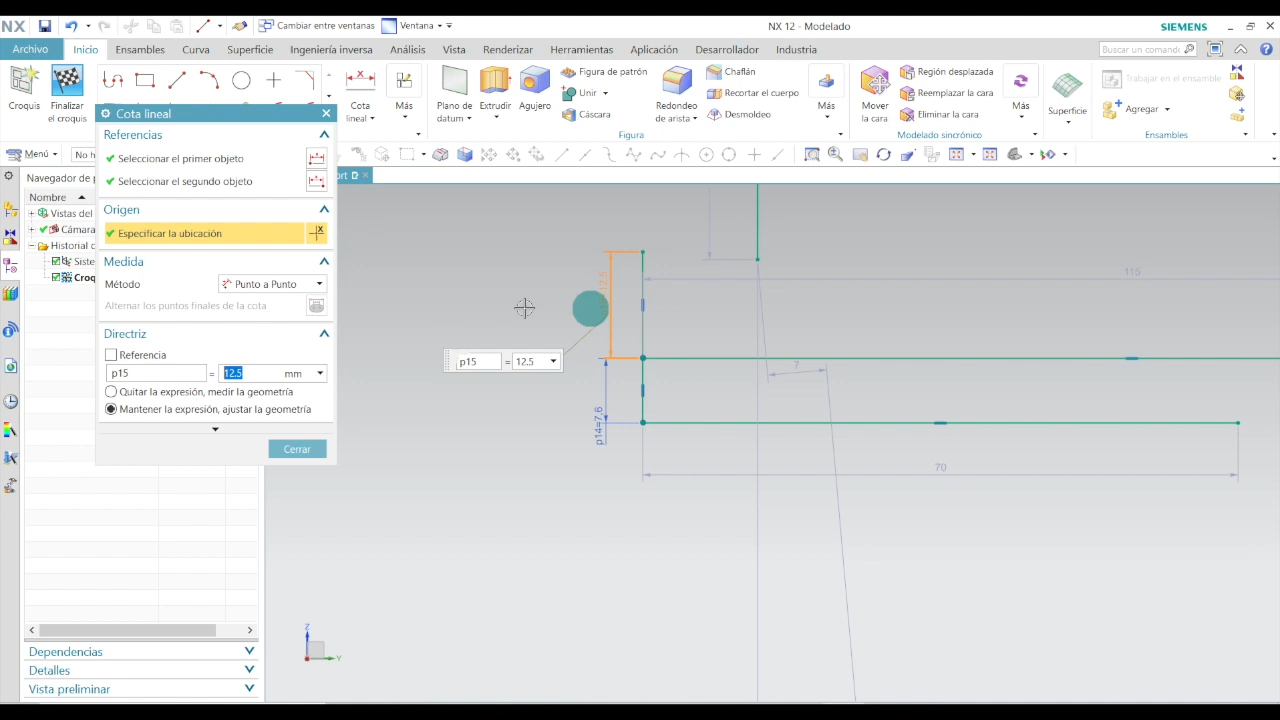 NX
Cambiar entre ventanas
Ventana
NX 12 - Modelado
SIEMENS
Archivo
Inicio
Ensambles
Curva
Superficie
Ingeniería inversa
Análisis
Vista
Renderizar
Herramientas
Aplicación
Desarrollador
Industria
Buscar un comando
Croquis
Finalizar
el croquis
Cota
lineal
Más
Plano de
datum
Extrudir
Agujero
Figura de patrón
Unir
Cáscara
Redondeo
de arista
Chaflán
Recortar el cuerpo
Desmoldeo
Más
Figura
Mover
la cara
Región desplazada
Reemplazar la cara
Eliminar la cara
Más
Modelado sincrónico
Superficie
Trabajar en el ensamble
Agregar
Ensambles
Menú
No h
Navegador de p
Nombre
Vistas del
Cámara
Historial c
Siste
Croq
Cota lineal
Referencias
Seleccionar el primer objeto
Seleccionar el segundo objeto
Origen
Especificar la ubicación
Medida
Método
Punto a Punto
Alternar los puntos finales de la cota
Directriz
Referencia
p15 = 12.5 mm
Quitar la expresión, medir la geometría
Mantener la expresión, ajustar la geometría
Cerrar
Dependencias
Detalles
Vista preliminar
ort
12.5
115
p15 = 12.5
7
p14=7,6
70
Z
Y